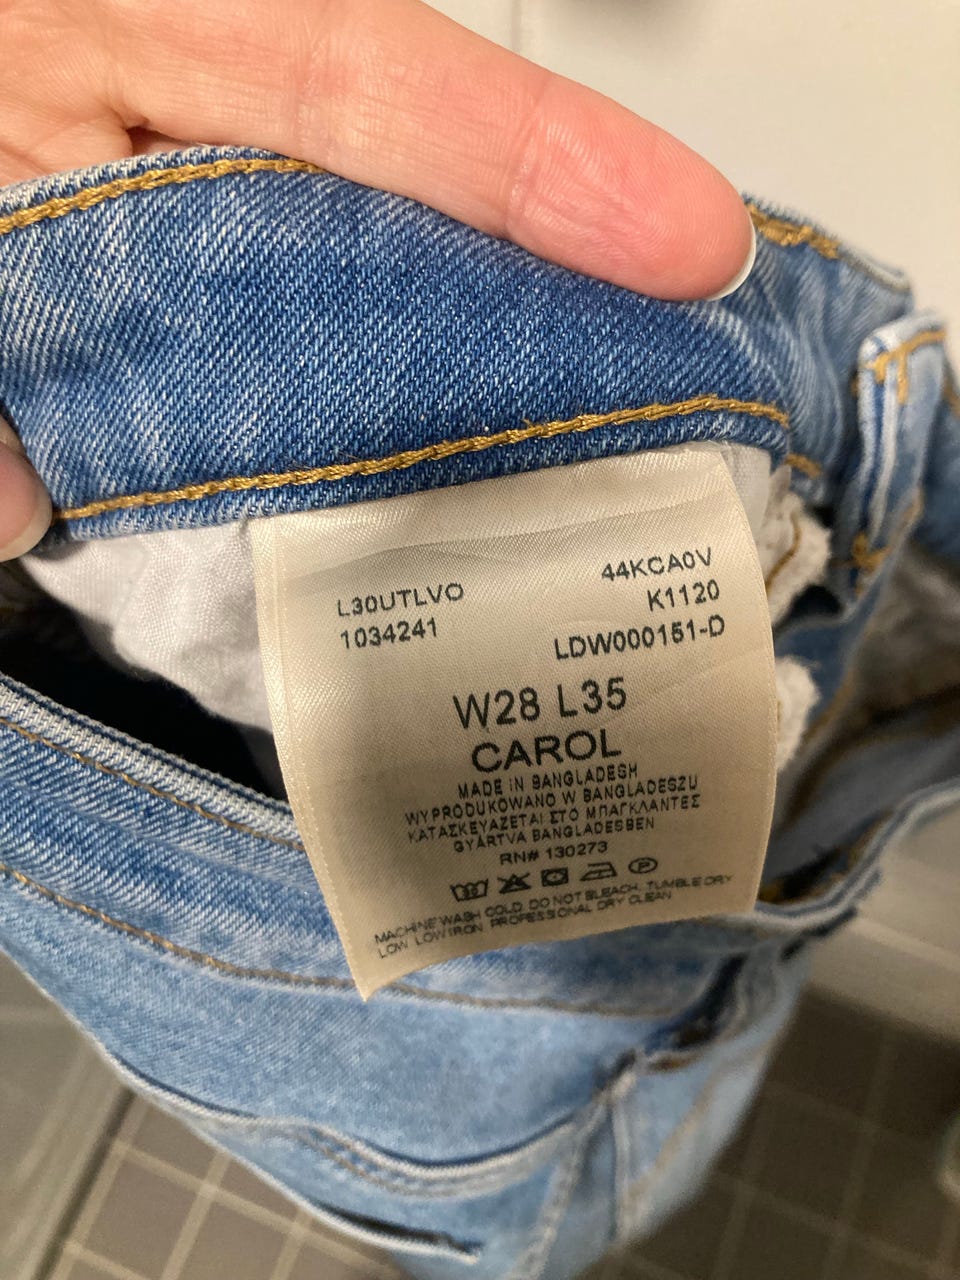 L30UTLVO 44KCA0V
1034241 K1120
LDW000151-D
W28 L35
CAROL
MADE IN BANGLADESH
WYPRODUKOWANO W BANGLADESZU
ΚΑΤΑΣΚΕΥΑΖΕΤΑΙ ΣΤΟ ΜΠΑΓΚΛΑΝΤΕΣ
GYÁRTVA BANGLADESBEN
RN# 130273
MACHINE WASH COLD. DO NOT BLEACH. TUMBLE DRY
LOW. LOW IRON. PROFESSIONAL DRY CLEAN